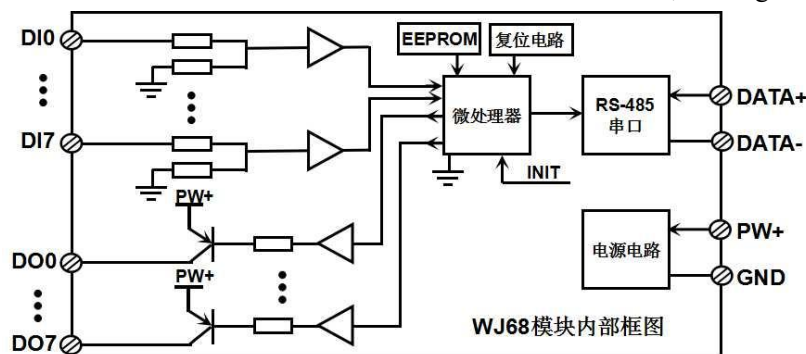 DI0
EEPROM
复位电路
DI7
微处理器
RS-485
串口
DATA+
DATA-
INIT
PW+
DO0
PW+
DO7
电源电路
PW+
GND
WJ68模块内部框图